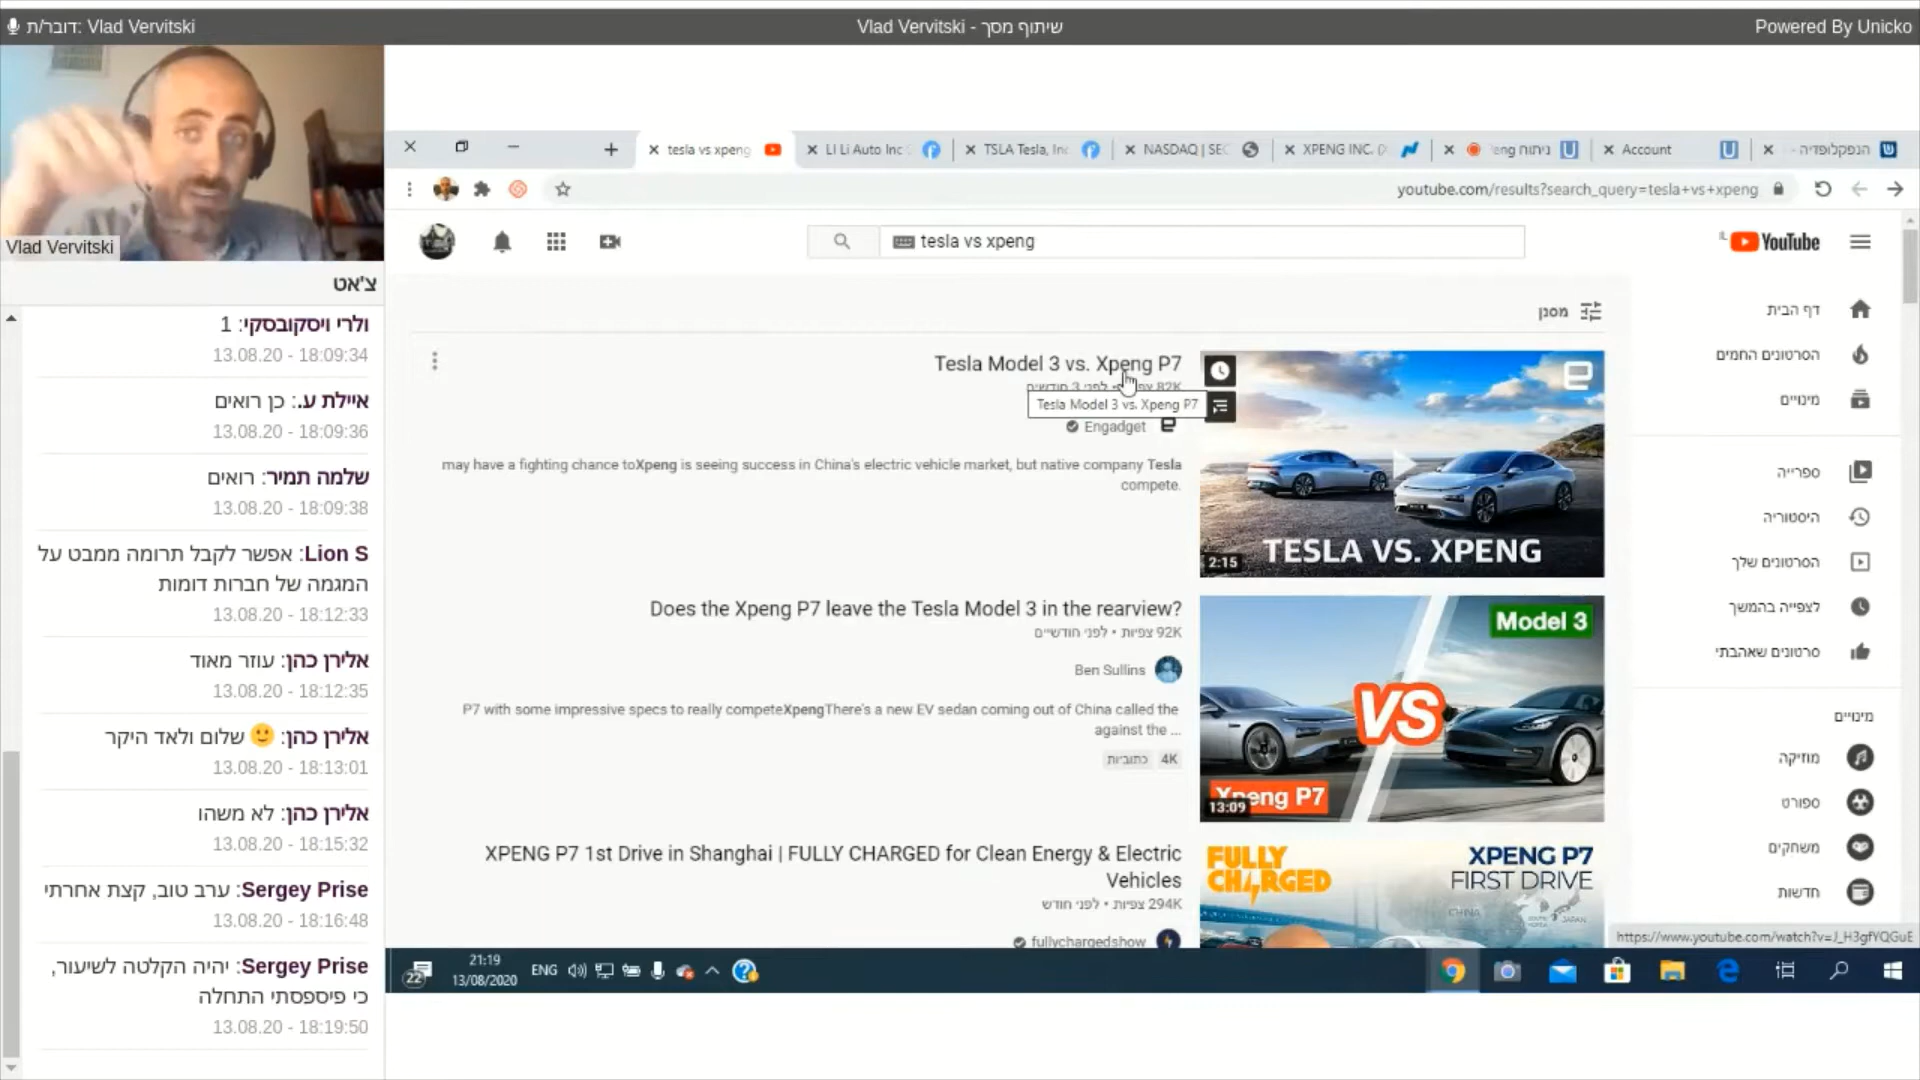 דובר/ת: Vlad Vervitski
שיתוף מסך - Vlad Vervitski
Powered By Unicko
Vlad Vervitski
צ'אט
ולרי ויסקובסקי: 1
13.08.20 - 18:09:34
איילת ע.: כן רואים
13.08.20 - 18:09:36
שלמה תמיר: רואים
13.08.20 - 18:09:38
Lion S: אפשר לקבל תרומה ממבט על
המגמה של חברות דומות
13.08.20 - 18:12:33
אלירן כהן: עוזר מאוד
13.08.20 - 18:12:35
אלירן כהן: 🙂 שלום ולאד היקר
13.08.20 - 18:13:01
אלירן כהן: לא משהו
13.08.20 - 18:15:32
Sergey Prise: ערב טוב, קצת אחרתי
13.08.20 - 18:16:48
Sergey Prise: יהיה הקלטה לשיעור,
כי פיספסתי התחלה
13.08.20 - 18:19:50
tesla vs xpeng
LI Li Auto Inc
TSLA Tesla, Inc
NASDAQ | SEC
XPENG INC. (
ניתוח eng
Account
הנפקלופדיה -
youtube.com/results?search_query=tesla+vs+xpeng
tesla vs xpeng
YouTube IL
מסנן
Tesla Model 3 vs. Xpeng P7
82K צפיות • לפני 3 חודשים
Tesla Model 3 vs. Xpeng P7
Engadget
may have a fighting chance toXpeng is seeing success in China's electric vehicle market, but native company Tesla
compete.
TESLA VS. XPENG
2:15
Does the Xpeng P7 leave the Tesla Model 3 in the rearview?
92K צפיות • לפני חודשיים
Ben Sullins
P7 with some impressive specs to really competeXpengThere's a new EV sedan coming out of China called the
against the ...
4K כתוביות
Model 3
VS
Xpeng P7
13:09
XPENG P7 1st Drive in Shanghai | FULLY CHARGED for Clean Energy & Electric
Vehicles
294K צפיות • לפני חודש
fullychargedshow
FULLY
CHARGED
XPENG P7
FIRST DRIVE
CHINA
JAPAN
דף הבית
הסרטונים החמים
מינויים
ספרייה
היסטוריה
הסרטונים שלך
לצפייה בהמשך
סרטונים שאהבתי
מינויים
מוזיקה
ספורט
משחקים
חדשות
https://www.youtube.com/watch?v=J_H3gfYQGuE
22
21:19
13/08/2020
ENG